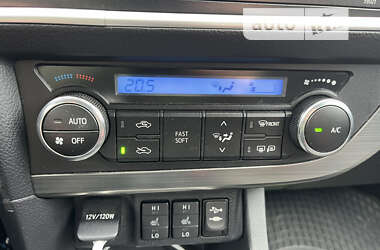 auto
20.5
AUTO
OFF
FAST
SOFT
FRONT
A/C
12V/120W
HI
LO
HI
LO